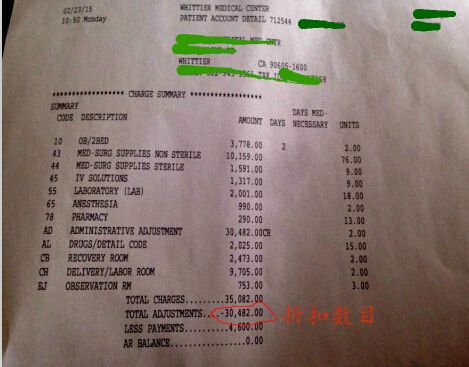 02/23/15 WHITTIER MEDICAL CENTER
10:50 Monday PATIENT ACCOUNT DETAIL 712544
WHITTIER CA 90605-1600
****************** CHARGE SUMMARY ******************
SUMMARY DAYS MED-
CODE DESCRIPTION AMOUNT DAYS NECESSARY UNITS
10 OB/2BED 3,778.00 2 2.00
43 MED-SURG SUPPLIES NON STERILE 10,159.00 76.00
44 MED-SURG SUPPLIES STERILE 1,591.00 9.00
45 IV SOLUTIONS 1,317.00 9.00
55 LABORATORY (LAB) 2,001.00 18.00
65 ANESTHESIA 990.00 2.00
78 PHARMACY 290.00 13.00
AD ADMINISTRATIVE ADJUSTMENT 30,482.00CR 2.00
AL DRUGS/DETAIL CODE 2,025.00 15.00
CB RECOVERY ROOM 2,473.00 2.00
CH DELIVERY/LABOR ROOM 9,705.00 2.00
EJ OBSERVATION RM 753.00 3.00
TOTAL CHARGES........35,082.00
TOTAL ADJUSTMENTS...-30,482.00 折扣数目
LESS PAYMENTS........4,600.00
AR BALANCE..............0.00